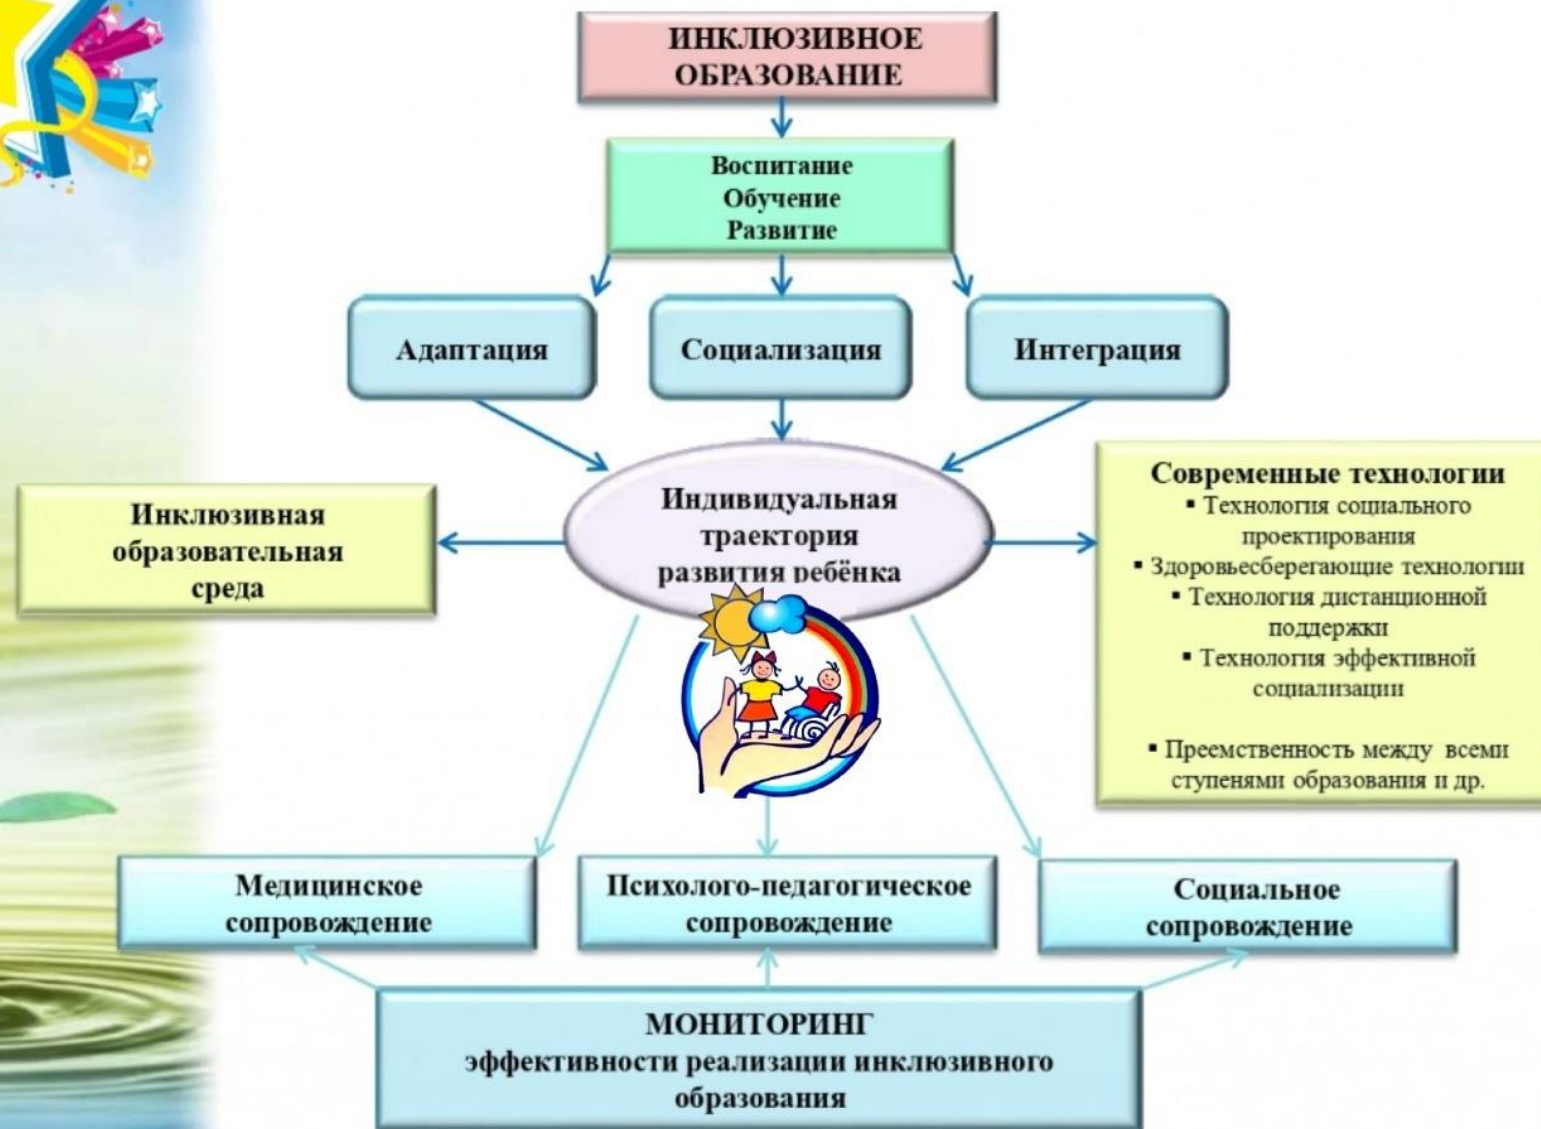 ИНКЛЮЗИВНОЕ
ОБРАЗОВАНИЕ
Воспитание
Обучение
Развитие
Адаптация
Социализация
Интеграция
Индивидуальная
траектория
развития ребёнка
Инклюзивная
образовательная
среда
Современные технологии
▪ Технология социального
проектирования
▪ Здоровьесберегающие технологии
▪ Технология дистанционной
поддержки
▪ Технология эффективной
социализации
▪ Преемственность между всеми
ступенями образования и др.
Медицинское
сопровождение
Психолого-педагогическое
сопровождение
Социальное
сопровождение
МОНИТОРИНГ
эффективности реализации инклюзивного
образования